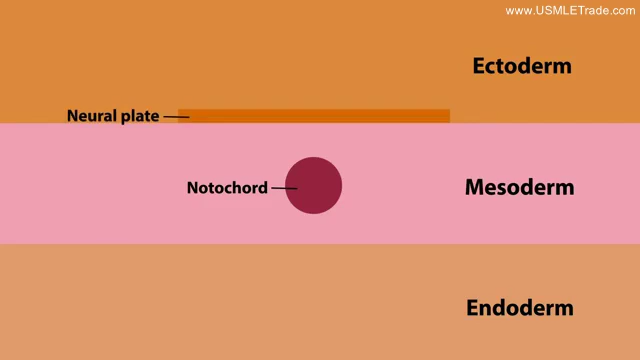 www.USMLETrade.com
Ectoderm
Neural plate
Notochord
Mesoderm
Endoderm